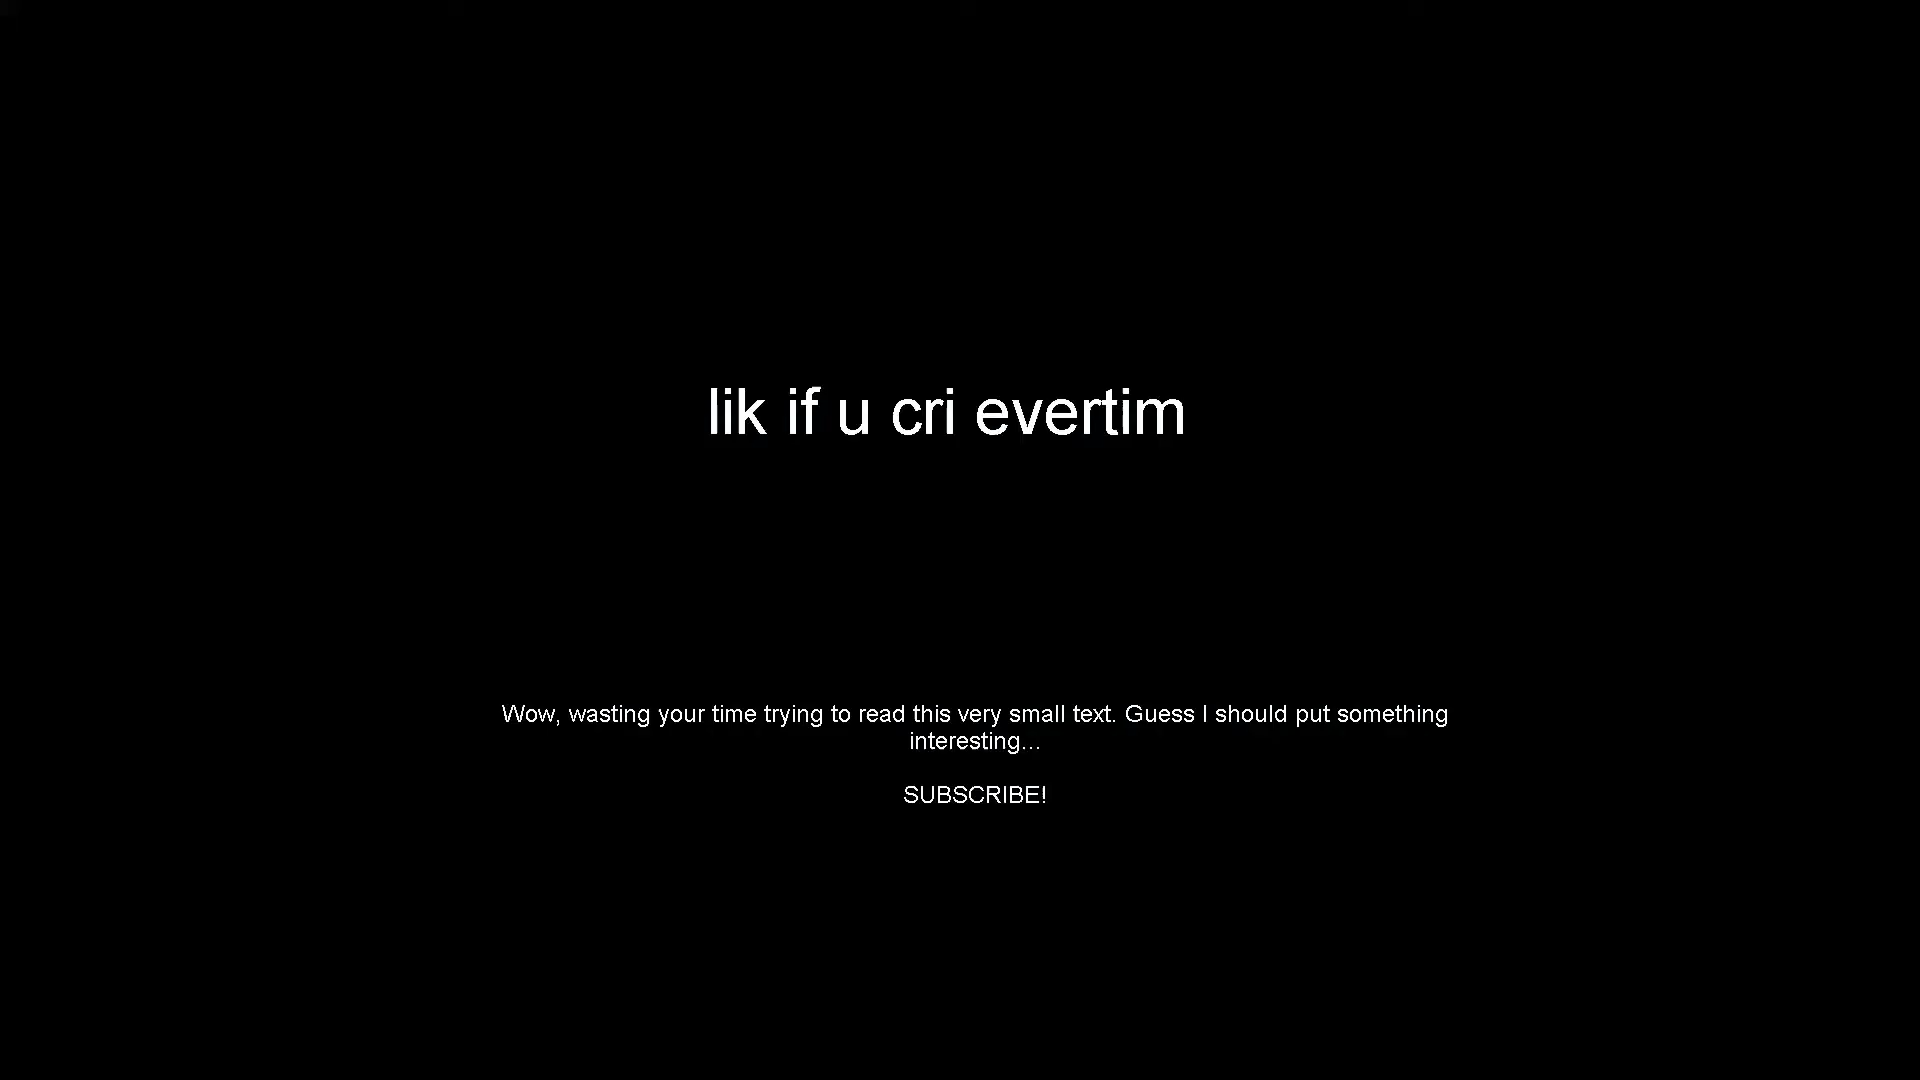 lik if u cri evertim
Wow, wasting your time trying to read this very small text. Guess I should put something
interesting...
SUBSCRIBE!